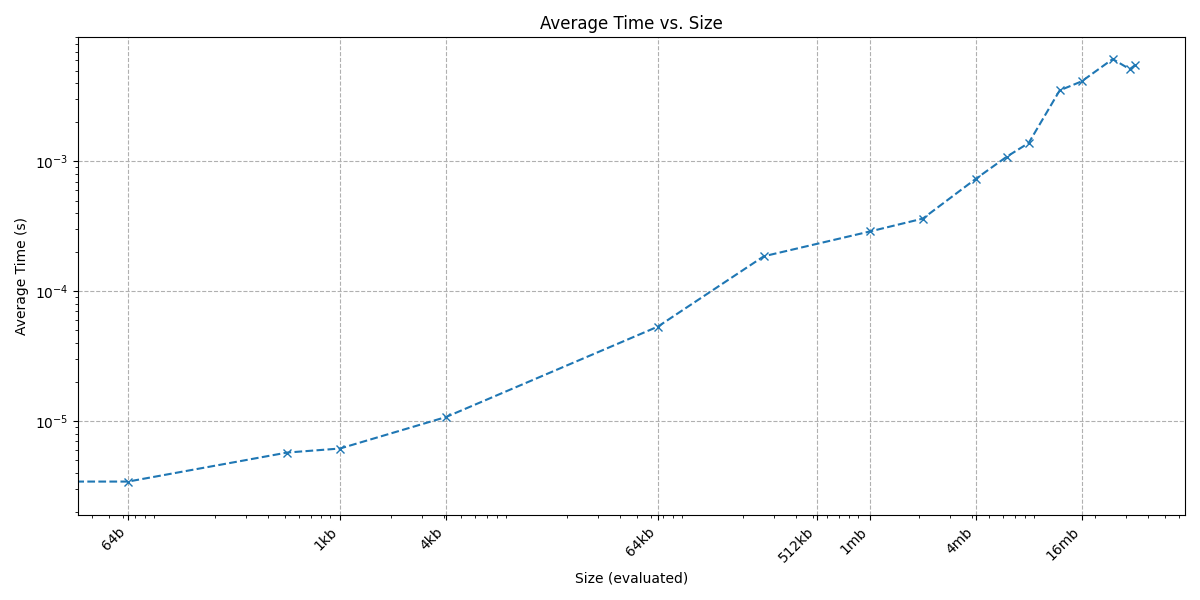 Average Time vs. Size
Average Time (s)
10⁻³
10⁻⁴
10⁻⁵
64b
1kb
4kb
64kb
512kb
1mb
4mb
16mb
Size (evaluated)